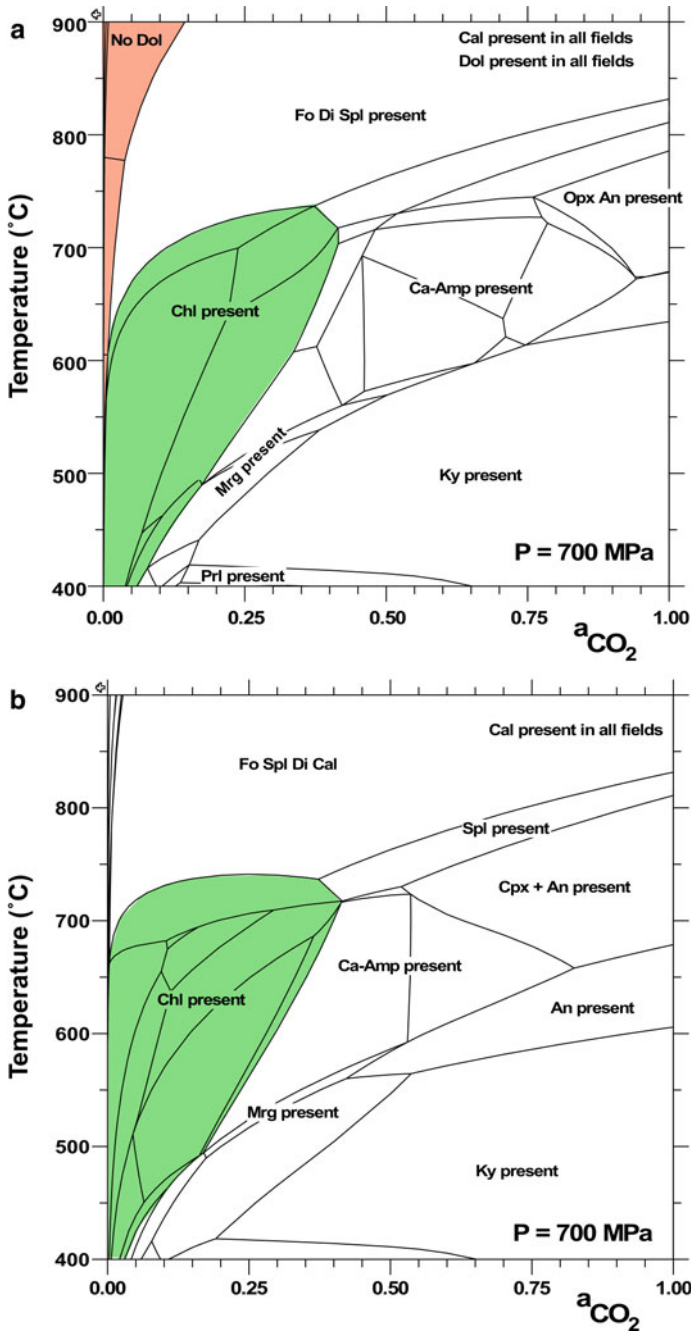 a
900
No Dol
Cal present in all fields
Dol present in all fields
Fo Di Spl present
800
Opx An present
700
Ca-Amp present
Chl present
600
Temperature (˚C)
Mrg present
500
Ky present
P = 700 MPa
Prl present
400
0.00 0.25 0.50 0.75 1.00
aCO2
b
900
Cal present in all fields
Fo Spl Di Cal
800
Spl present
Cpx + An present
700
Ca-Amp present
Chl present
An present
600
Temperature (˚C)
Mrg present
500
Ky present
P = 700 MPa
400
0.00 0.25 0.50 0.75 1.00
aCO2